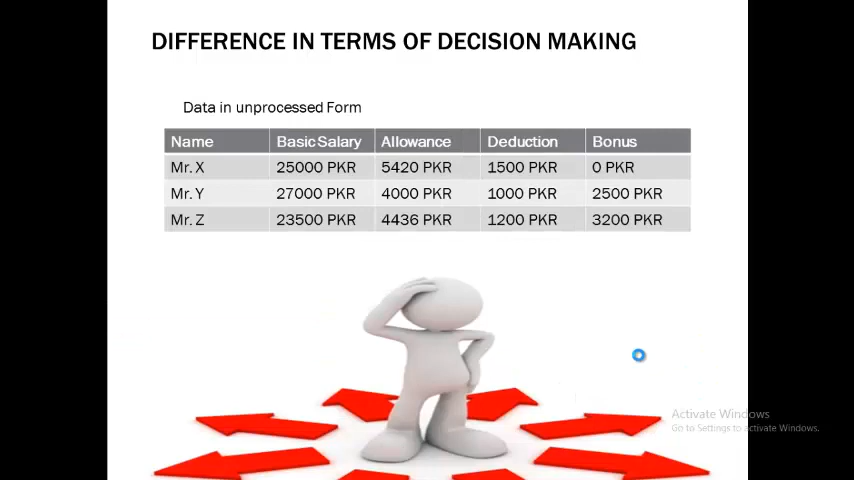 DIFFERENCE IN TERMS OF DECISION MAKING
Data in unprocessed Form
Name Basic Salary Allowance Deduction Bonus
Mr. X 25000 PKR 5420 PKR 1500 PKR 0 PKR
Mr. Y 27000 PKR 4000 PKR 1000 PKR 2500 PKR
Mr. Z 23500 PKR 4436 PKR 1200 PKR 3200 PKR
Activate Windows
Go to Settings to activate Windows.